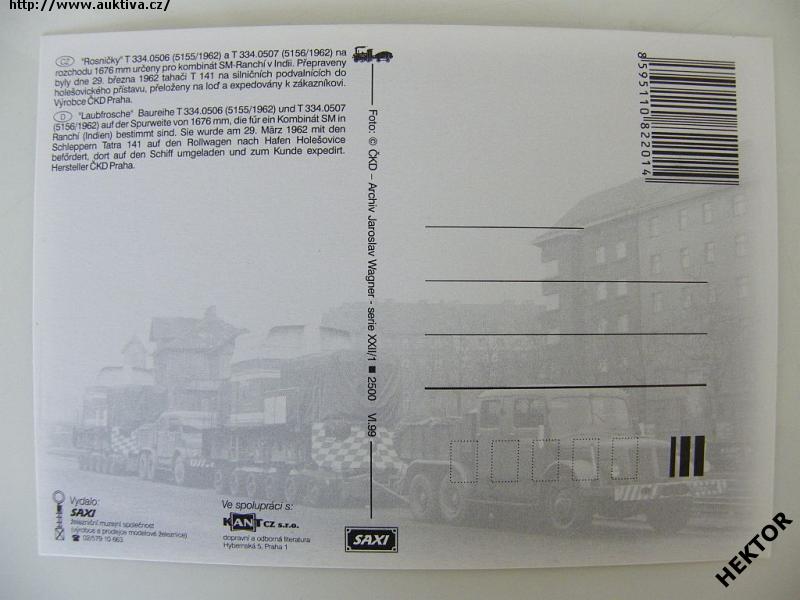 http://www.auktiva.cz/
CZ "Rosničky" T 334.0506 (5155/1962) a T 334.0507 (5156/1962) na
rozchodu 1676 mm určeny pro kombinát SM-Ranchí v Indii. Přepraveny
byly dne 29. března 1962 tahači T 141 na silničních podvalnících do
holešovického přístavu, přeloženy na loď a expedovány k zákazníkovi.
Výrobce ČKD Praha.
D "Laubfrosche" Baureihe T 334.0506 (5155/1962) und T 334.0507
(5156/1962) auf der Spurweite von 1676 mm, die für ein Kombinát SM in
Ranchí (Indien) bestimmt sind. Sie wurde am 29. März 1962 mit den
Schleppern Tatra 141 auf den Rollwagen nach Hafen Holešovice
befördert, dort auf den Schiff umgeladen und zum Kunde expedirt.
Hersteller ČKD Praha.
Foto: © ČKD – Archiv Jaroslav Wagner - serie XXII/1 ■ 2500 VI.99
8595110822014
Vydalo:
SAXI
železniční muzejní společnost
(výrobce a prodejce modelové železnice)
☎ 02/579 10 663
Ve spolupráci s:
KANT CZ s.r.o.
dopravní a odborná literatura
Hybernská 5, Praha 1
SAXI
HEKTOR